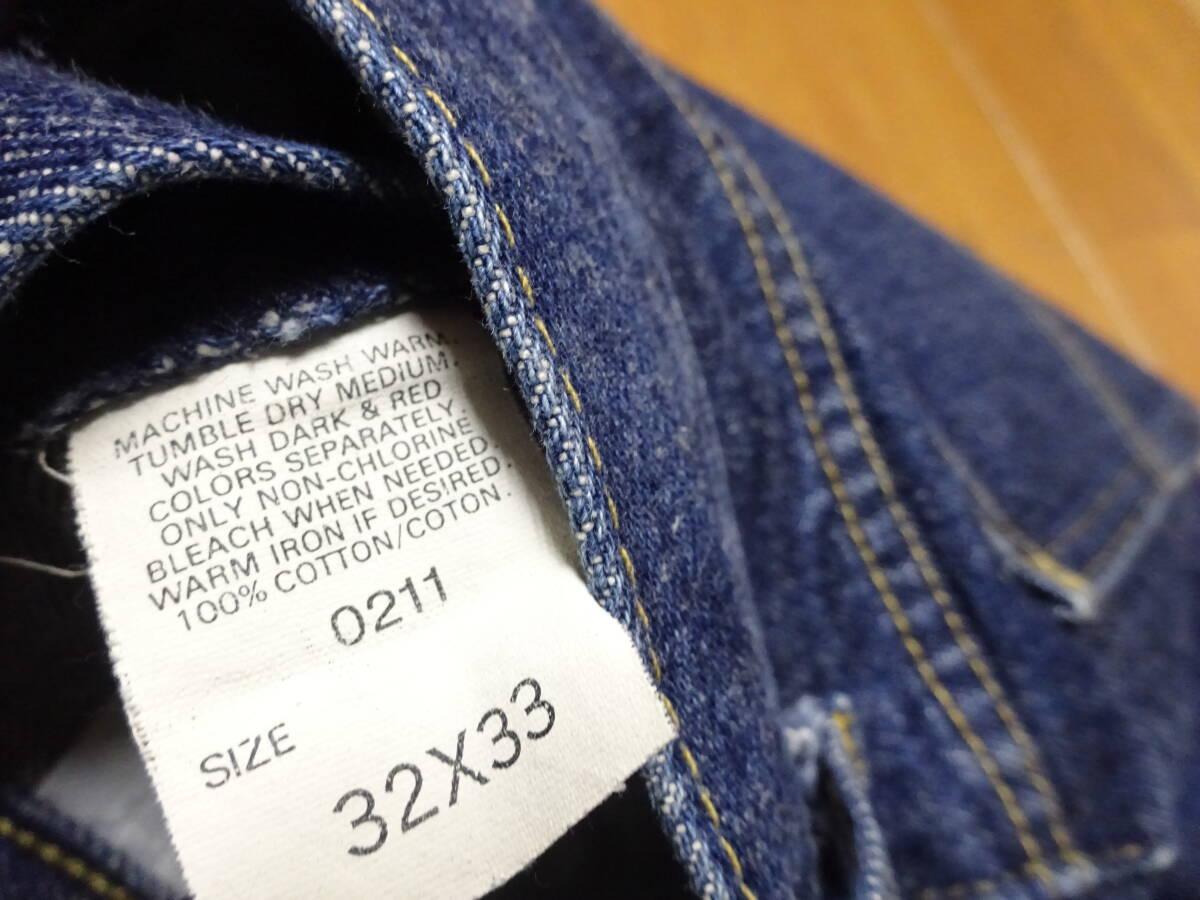 MACHINE WASH WARM.
TUMBLE DRY MEDIUM.
WASH DARK & RED
COLORS SEPARATELY.
ONLY NON-CHLORINE
BLEACH WHEN NEEDED.
WARM IRON IF DESIRED.
100% COTTON/COTON.
0211
SIZE
32X33